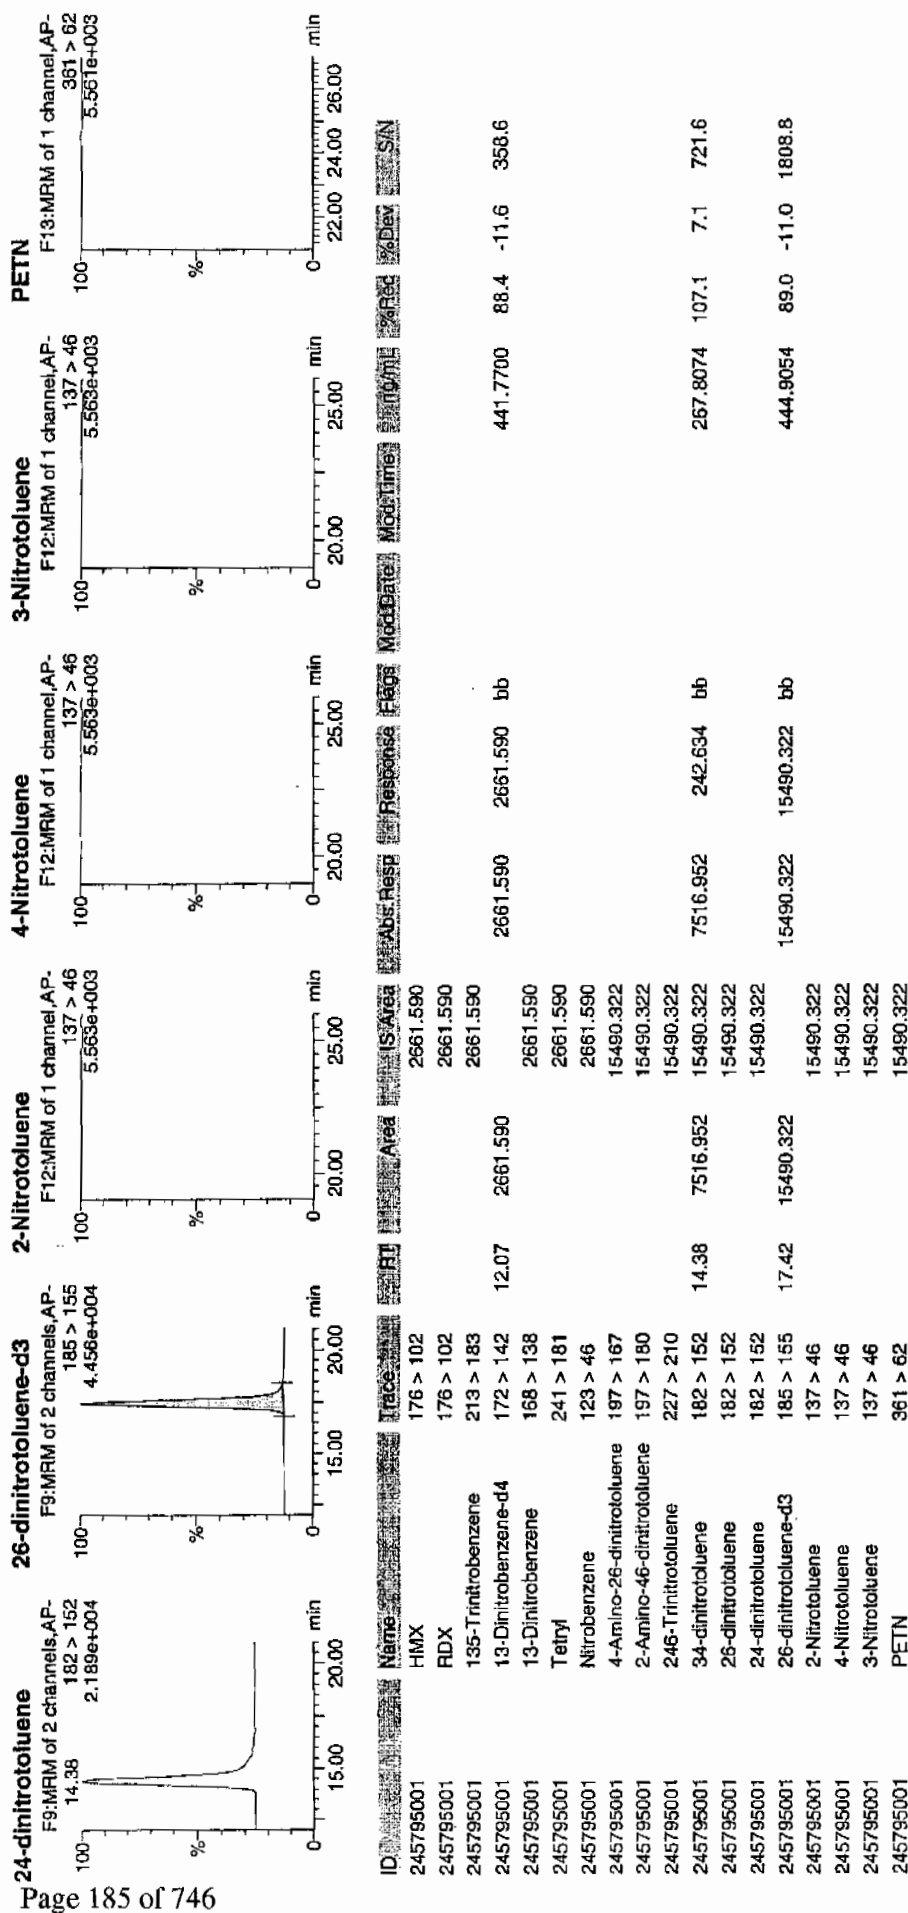 24-dinitrotoluene
F9:MRM of 2 channels,AP-
14.38 182 > 152
2.189e+004
100
%
0
15.00 20.00 min
26-dinitrotoluene-d3
F9:MRM of 2 channels,AP-
185 > 155
4.456e+004
100
%
0
15.00 20.00 min
2-Nitrotoluene
F12:MRM of 1 channel,AP-
137 > 46
5.563e+003
100
%
0
20.00 25.00 min
4-Nitrotoluene
F12:MRM of 1 channel,AP-
137 > 46
5.563e+003
100
%
0
20.00 25.00 min
3-Nitrotoluene
F12:MRM of 1 channel,AP-
137 > 46
5.563e+003
100
%
0
20.00 25.00 min
PETN
F13:MRM of 1 channel,AP-
361 > 62
5.561e+003
100
%
0
22.00 24.00 26.00 min
ID Name Trace RT Area IS Area Abs.Resp Response Flags Mod.Date Mod.Time ng/mL %Rec %Dev S/N
245795001 HMX 176 > 102 2661.590
245795001 RDX 176 > 102 2661.590
245795001 135-Trinitrobenzene 213 > 183 2661.590
245795001 13-Dinitrobenzene-d4 172 > 142 12.07 2661.590 2661.590 2661.590 bb 441.7700 88.4 -11.6 358.6
245795001 13-Dinitrobenzene 168 > 138 2661.590
245795001 Tetryl 241 > 181 2661.590
245795001 Nitrobenzene 123 > 46 2661.590
245795001 4-Amino-26-dinitrotoluene 197 > 167 15490.322
245795001 2-Amino-46-dinitrotoluene 197 > 180 15490.322
245795001 246-Trinitrotoluene 227 > 210 15490.322
245795001 34-dinitrotoluene 182 > 152 14.38 7516.952 15490.322 7516.952 242.634 bb 267.8074 107.1 7.1 721.6
245795001 26-dinitrotoluene 182 > 152 15490.322
245795001 24-dinitrotoluene 182 > 152 15490.322
245795001 26-dinitrotoluene-d3 185 > 155 17.42 15490.322 15490.322 15490.322 bb 444.9054 89.0 -11.0 1808.8
245795001 2-Nitrotoluene 137 > 46 15490.322
245795001 4-Nitrotoluene 137 > 46 15490.322
245795001 3-Nitrotoluene 137 > 46 15490.322
245795001 PETN 361 > 62 15490.322
Page 185 of 746